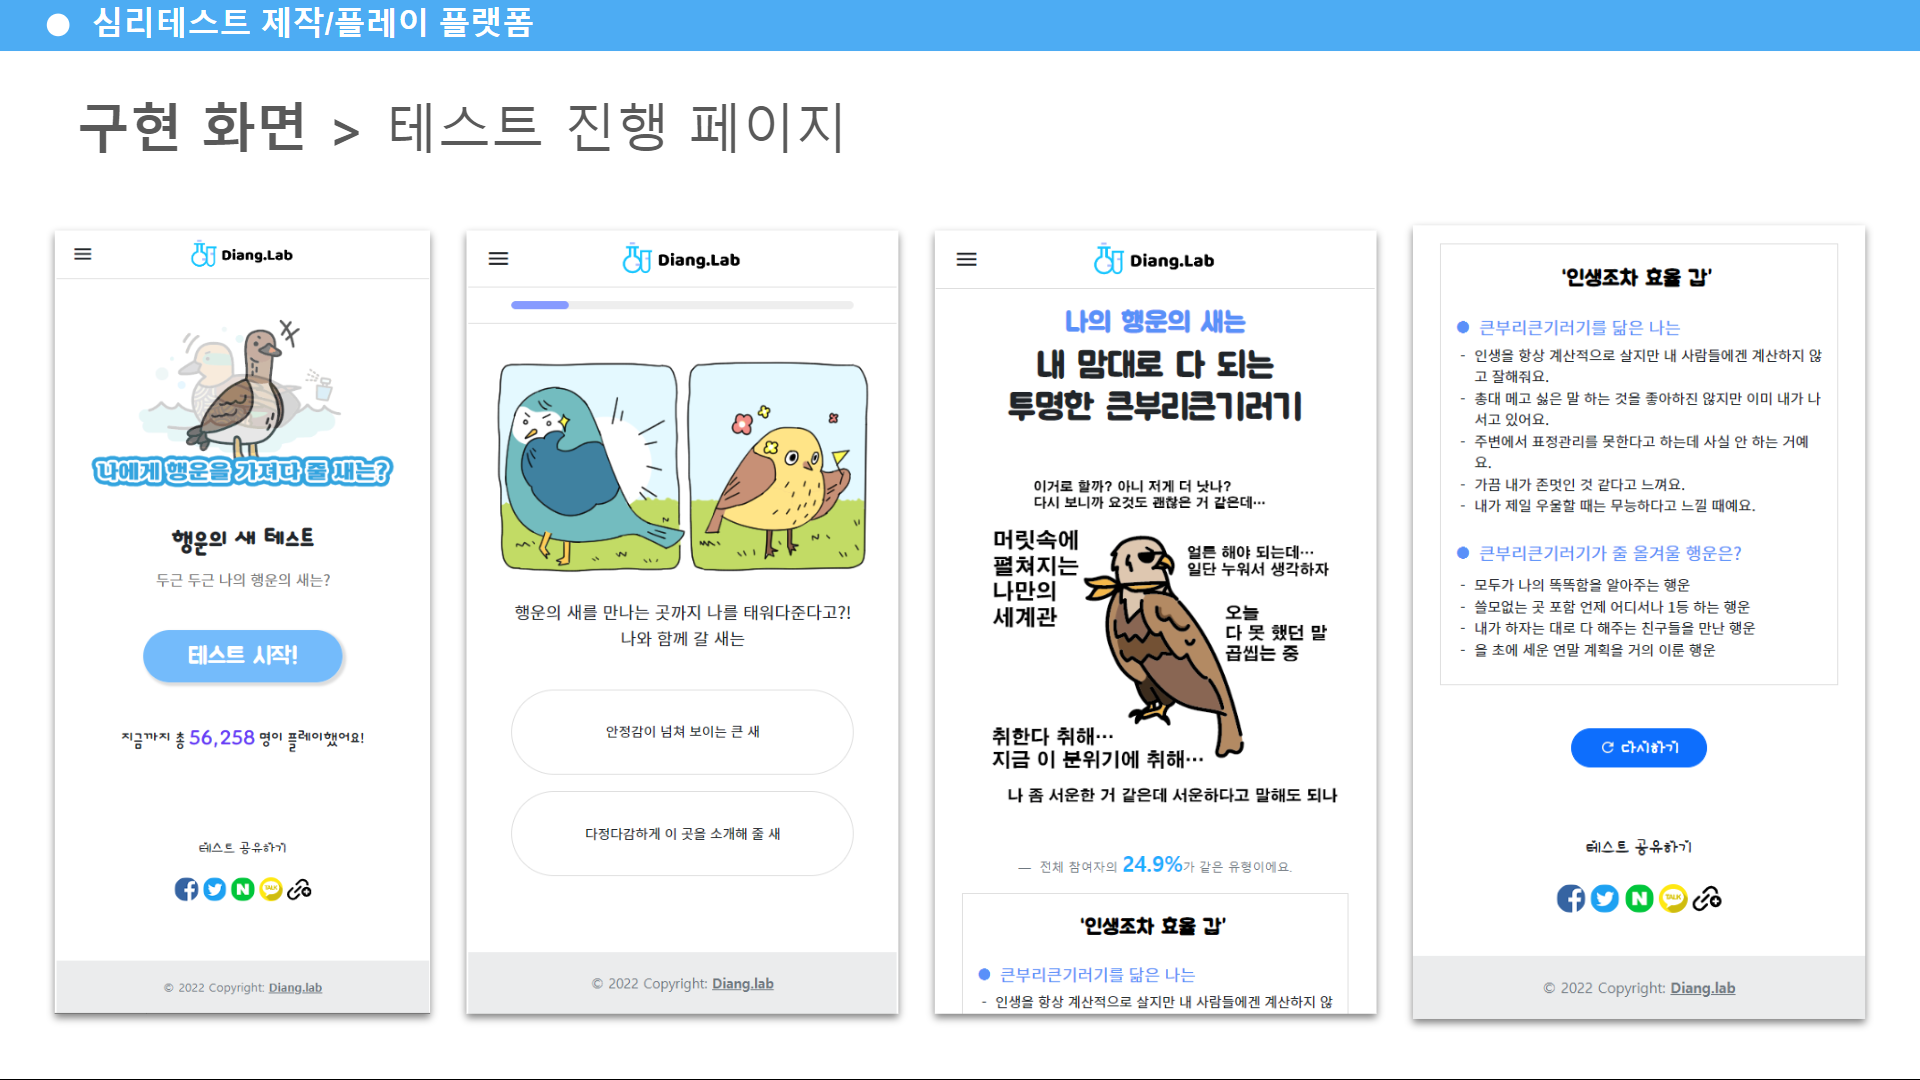 심리테스트 제작/플레이 플랫폼
구현 화면 > 테스트 진행 페이지
Diang.Lab
나에게 행운을 가져다 줄 새는?
행운의 새 테스트
두근 두근 나의 행운의 새는?
테스트 시작!
지금까지 총 56,258 명이 플레이했어요!
테스트 공유하기
TALK
© 2022 Copyright: Diang.lab
Diang.Lab
행운의 새를 만나는 곳까지 나를 태워다준다고?!
나와 함께 갈 새는
안정감이 넘쳐 보이는 큰 새
다정다감하게 이 곳을 소개해 줄 새
© 2022 Copyright: Diang.lab
Diang.Lab
나의 행운의 새는
내 맘대로 다 되는
투명한 큰부리큰기러기
이거로 할까? 아니 저게 더 낫나?
다시 보니까 요것도 괜찮은 거 같은데…
머릿속에
펼쳐지는
나만의
세계관
얼른 해야 되는데…
일단 누워서 생각하자
오늘
다 못 했던 말
곱씹는 중
취한다 취해…
지금 이 분위기에 취해…
나 좀 서운한 거 같은데 서운하다고 말해도 되나
— 전체 참여자의 24.9%가 같은 유형이에요.
'인생조차 효율 갑'
큰부리큰기러기를 닮은 나는
- 인생을 항상 계산적으로 살지만 내 사람들에겐 계산하지 않
'인생조차 효율 갑'
큰부리큰기러기를 닮은 나는
- 인생을 항상 계산적으로 살지만 내 사람들에겐 계산하지 않
고 잘해줘요.
- 총대 메고 싫은 말 하는 것을 좋아하진 않지만 이미 내가 나
서고 있어요.
- 주변에서 표정관리를 못한다고 하는데 사실 안 하는 거예
요.
- 가끔 내가 존멋인 것 같다고 느껴요.
- 내가 제일 우울할 때는 무능하다고 느낄 때예요.
큰부리큰기러기가 줄 올겨울 행운은?
- 모두가 나의 똑똑함을 알아주는 행운
- 쓸모없는 곳 포함 언제 어디서나 1등 하는 행운
- 내가 하자는 대로 다 해주는 친구들을 만난 행운
- 올 초에 세운 연말 계획을 거의 이룬 행운
다시하기
테스트 공유하기
TALK
© 2022 Copyright: Diang.lab